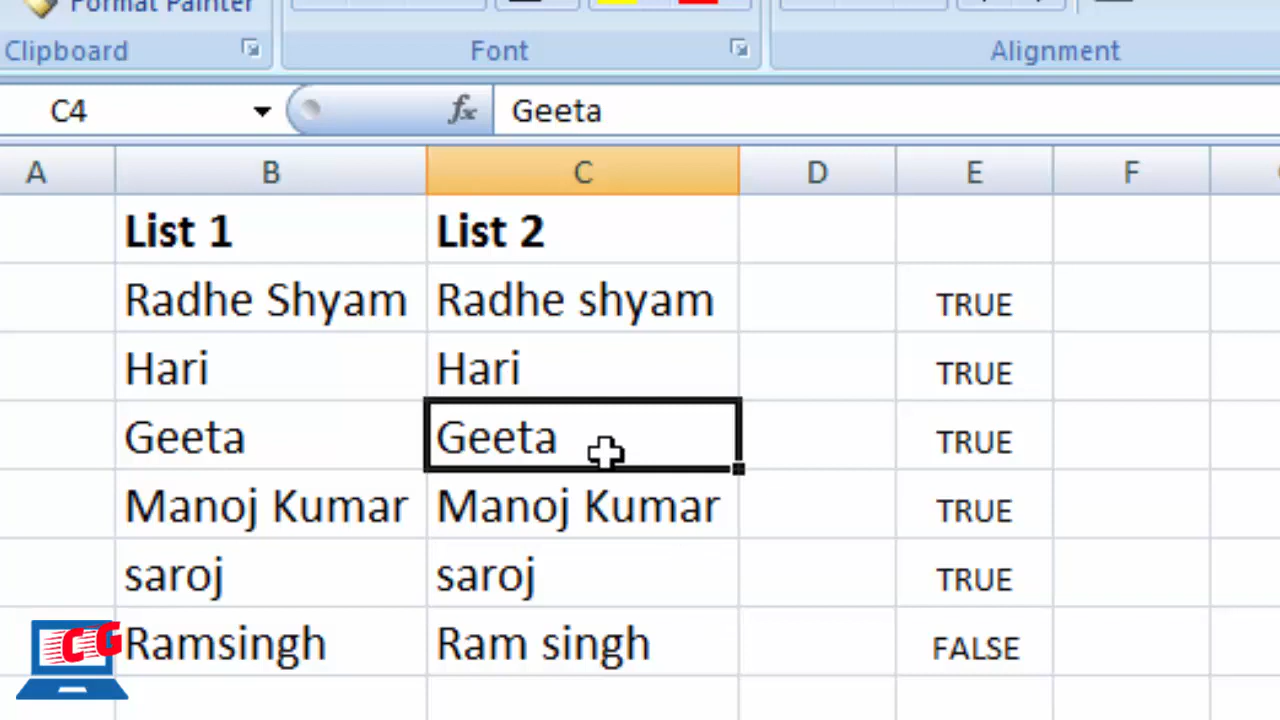 Format Painter
Clipboard Font Alignment
C4 fx Geeta
A B C D E F
List 1 List 2
Radhe Shyam Radhe shyam TRUE
Hari Hari TRUE
Geeta Geeta TRUE
Manoj Kumar Manoj Kumar TRUE
saroj saroj TRUE
Ramsingh Ram singh FALSE
CG